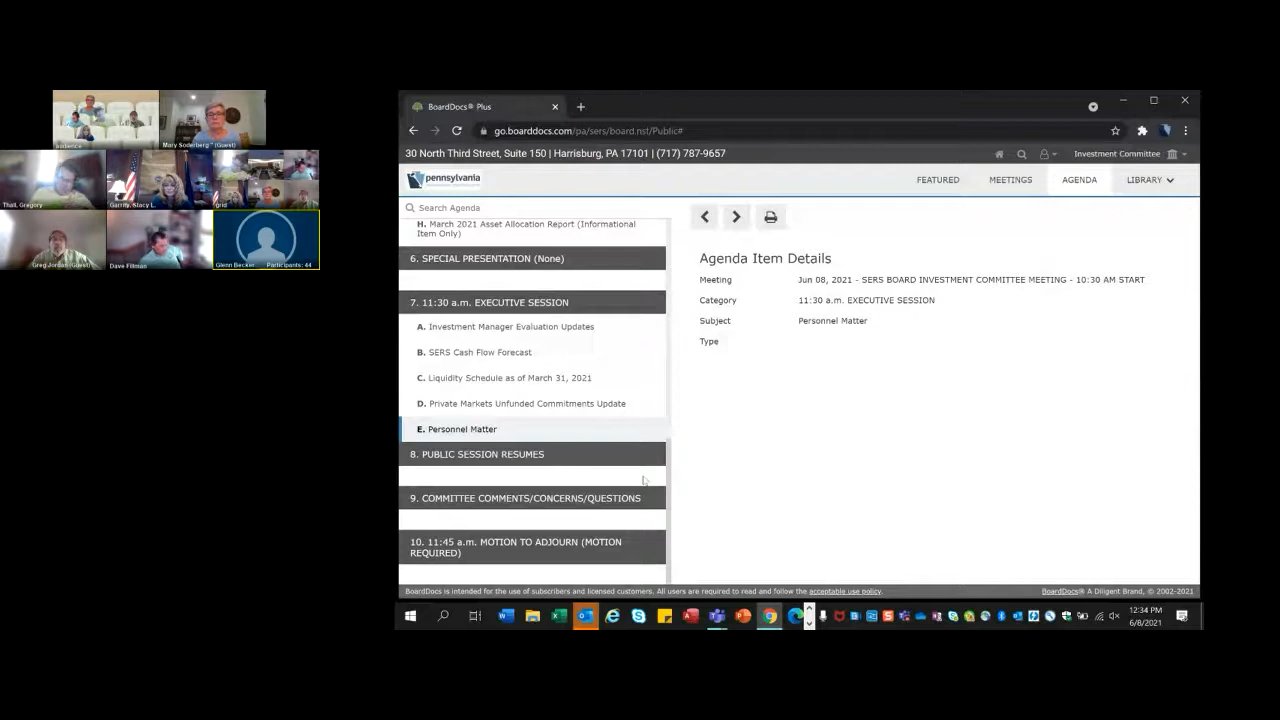 audience
Mary Soderberg " (Guest)
Thall, Gregory
Garrity, Stacy L.
grid
Greg Jordan (Guest)
Dave Fillman
Glenn Becker
Participants: 44
BoardDocs® Plus
go.boarddocs.com/pa/sers/board.nsf/Public#
30 North Third Street, Suite 150 | Harrisburg, PA 17101 | (717) 787-9657
Investment Committee
pennsylvania
FEATURED
MEETINGS
AGENDA
LIBRARY
Search Agenda
H. March 2021 Asset Allocation Report (Informational
Item Only)
6. SPECIAL PRESENTATION (None)
7. 11:30 a.m. EXECUTIVE SESSION
A. Investment Manager Evaluation Updates
B. SERS Cash Flow Forecast
C. Liquidity Schedule as of March 31, 2021
D. Private Markets Unfunded Commitments Update
E. Personnel Matter
8. PUBLIC SESSION RESUMES
9. COMMITTEE COMMENTS/CONCERNS/QUESTIONS
10. 11:45 a.m. MOTION TO ADJOURN (MOTION
REQUIRED)
Agenda Item Details
Meeting Jun 08, 2021 - SERS BOARD INVESTMENT COMMITTEE MEETING - 10:30 AM START
Category 11:30 a.m. EXECUTIVE SESSION
Subject Personnel Matter
Type
BoardDocs is intended for the use of subscribers and licensed customers. All users are required to read and follow the acceptable use policy.
BoardDocs® A Diligent Brand, © 2002-2021
12:34 PM
6/8/2021